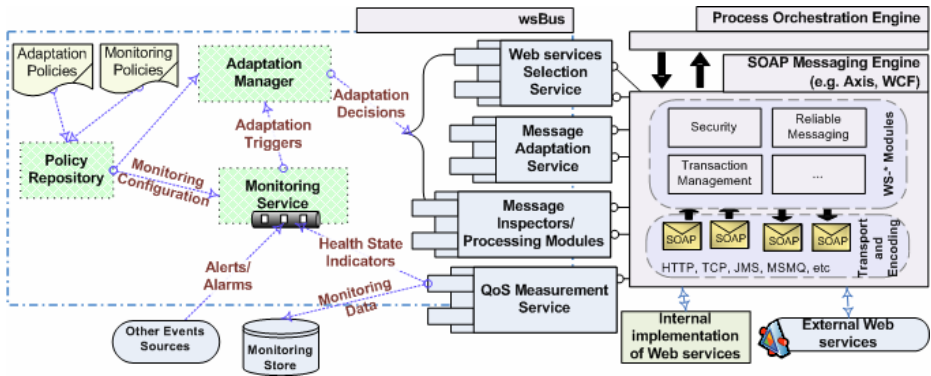 wsBus
Process Orchestration Engine
Adaptation
Policies
Monitoring
Policies
Adaptation
Manager
Adaptation
Decisions
Web services
Selection
Service
SOAP Messaging Engine
(e.g. Axis, WCF)
Adaptation
Triggers
Message
Adaptation
Service
Security
Reliable
Messaging
Transaction
Management
...
WS-* Modules
Policy
Repository
Monitoring
Configuration
Monitoring
Service
Message
Inspectors/
Processing Modules
SOAP
SOAP
SOAP
SOAP
HTTP, TCP, JMS, MSMQ, etc
Transport
and
Encoding
Health State
Indicators
Alerts/
Alarms
Monitoring
Data
QoS Measurement
Service
Other Events
Sources
Monitoring
Store
Internal
implementation
of Web services
External Web
services